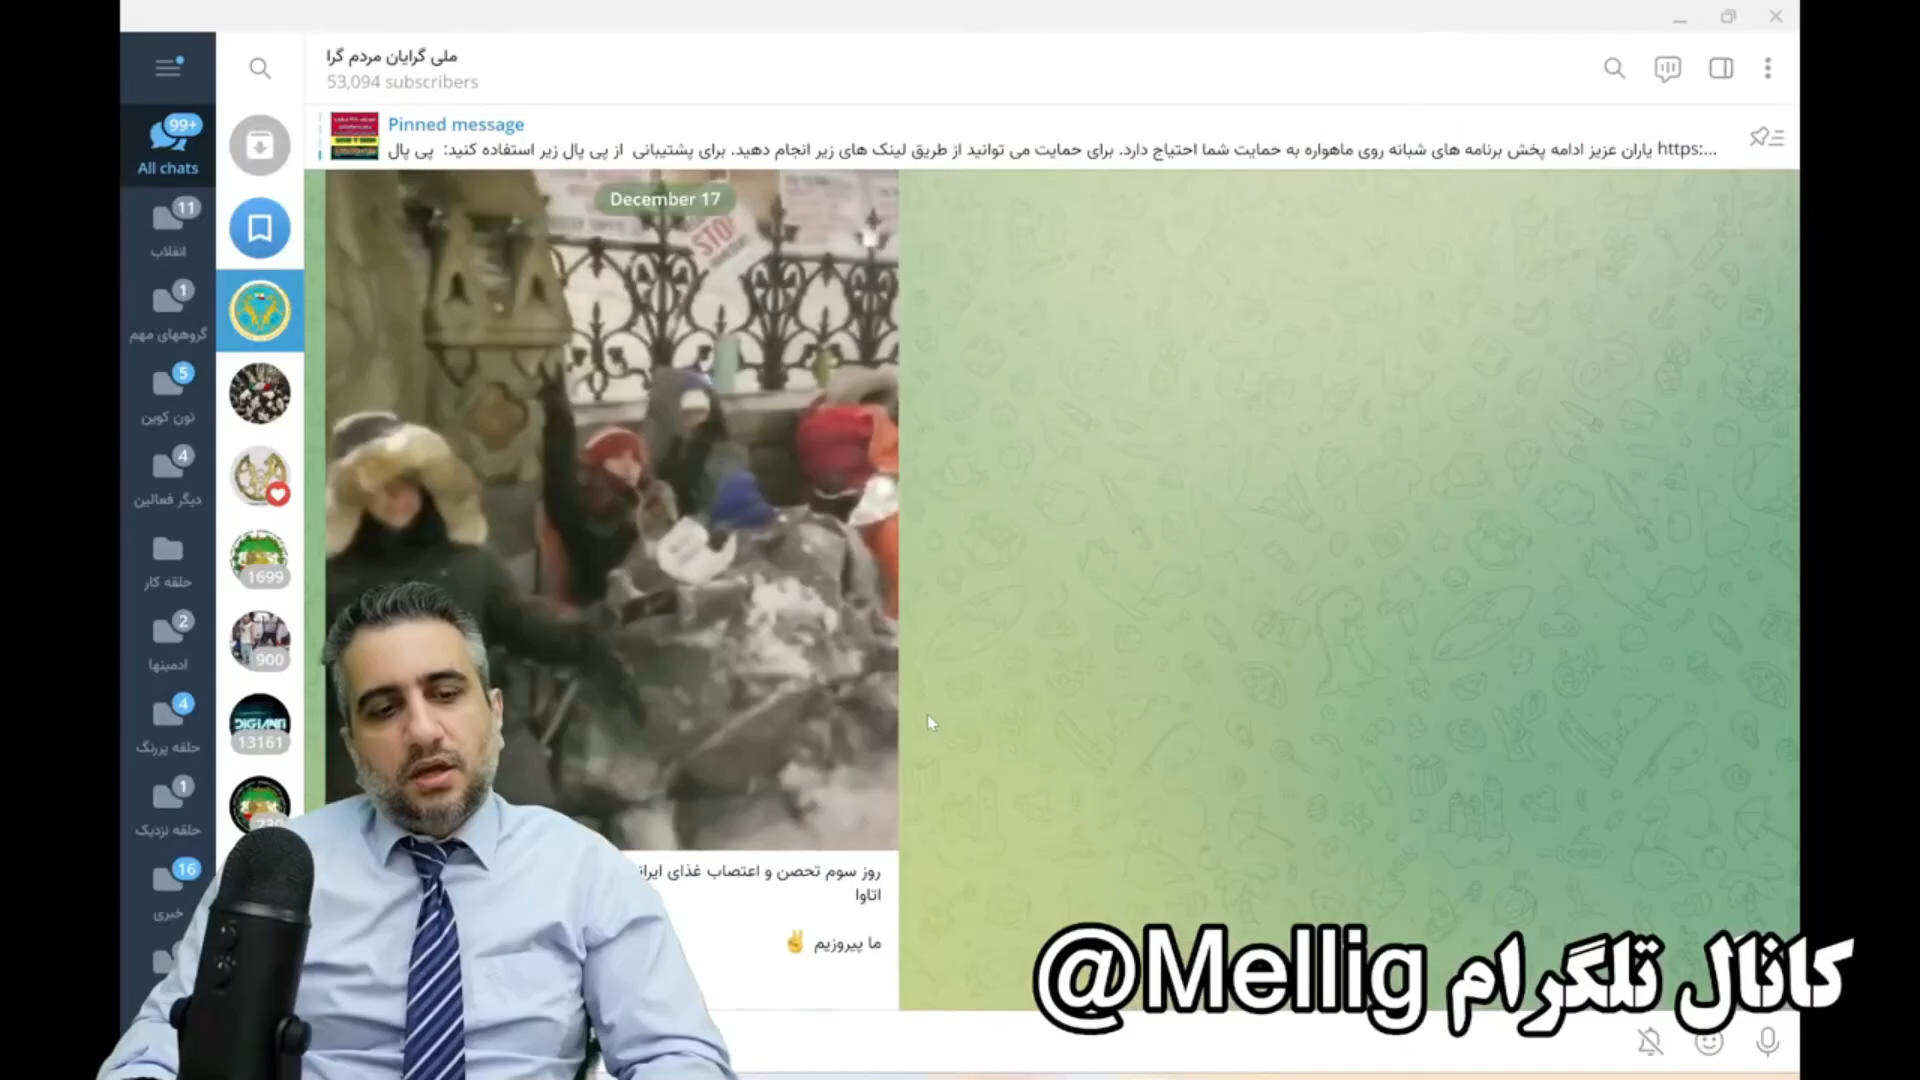 ملی گرایان مردم گرا
53,094 subscribers
Pinned message
یاران عزیز ادامه پخش برنامه های شبانه روی ماهواره به حمایت شما احتیاج دارد. برای حمایت می توانید از طریق لینک های زیر انجام دهید. برای پشتیبانی از پی پال زیر استفاده کنید: پی پال https:...
99+
All chats
11
انقلاب
1
گروههای مهم
5
تون کوین
4
دیگر فعالین
حلقه کار
2
ادمینها
4
حلقه پررنگ
1
حلقه نزدیک
16
خبری
1699
900
13161
December 17
STOP
روز سوم تحصن و اعتصاب غذای
اتاوا
ما پیروزیم ✌
کانال تلگرام @Mellig